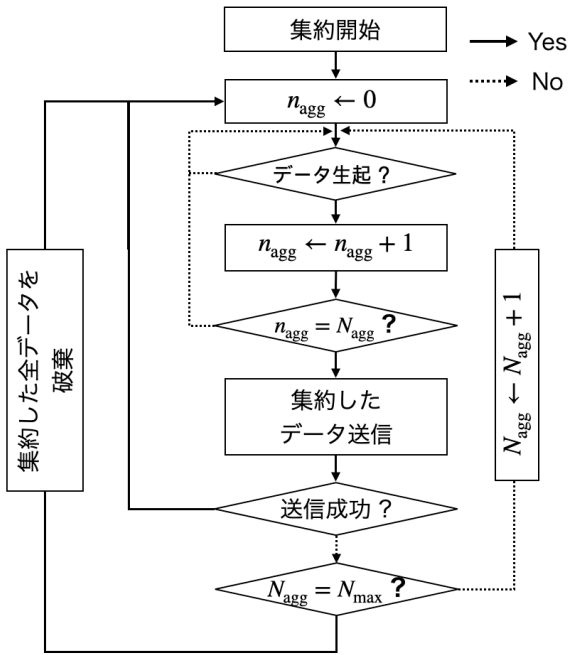 集約開始
Yes
No
n_agg ← 0
データ生起？
n_agg ← n_agg + 1
n_agg = N_agg ？
集約した
データ送信
送信成功？
N_agg = N_max ？
集約した全データを
破棄
N_agg ← N_agg + 1